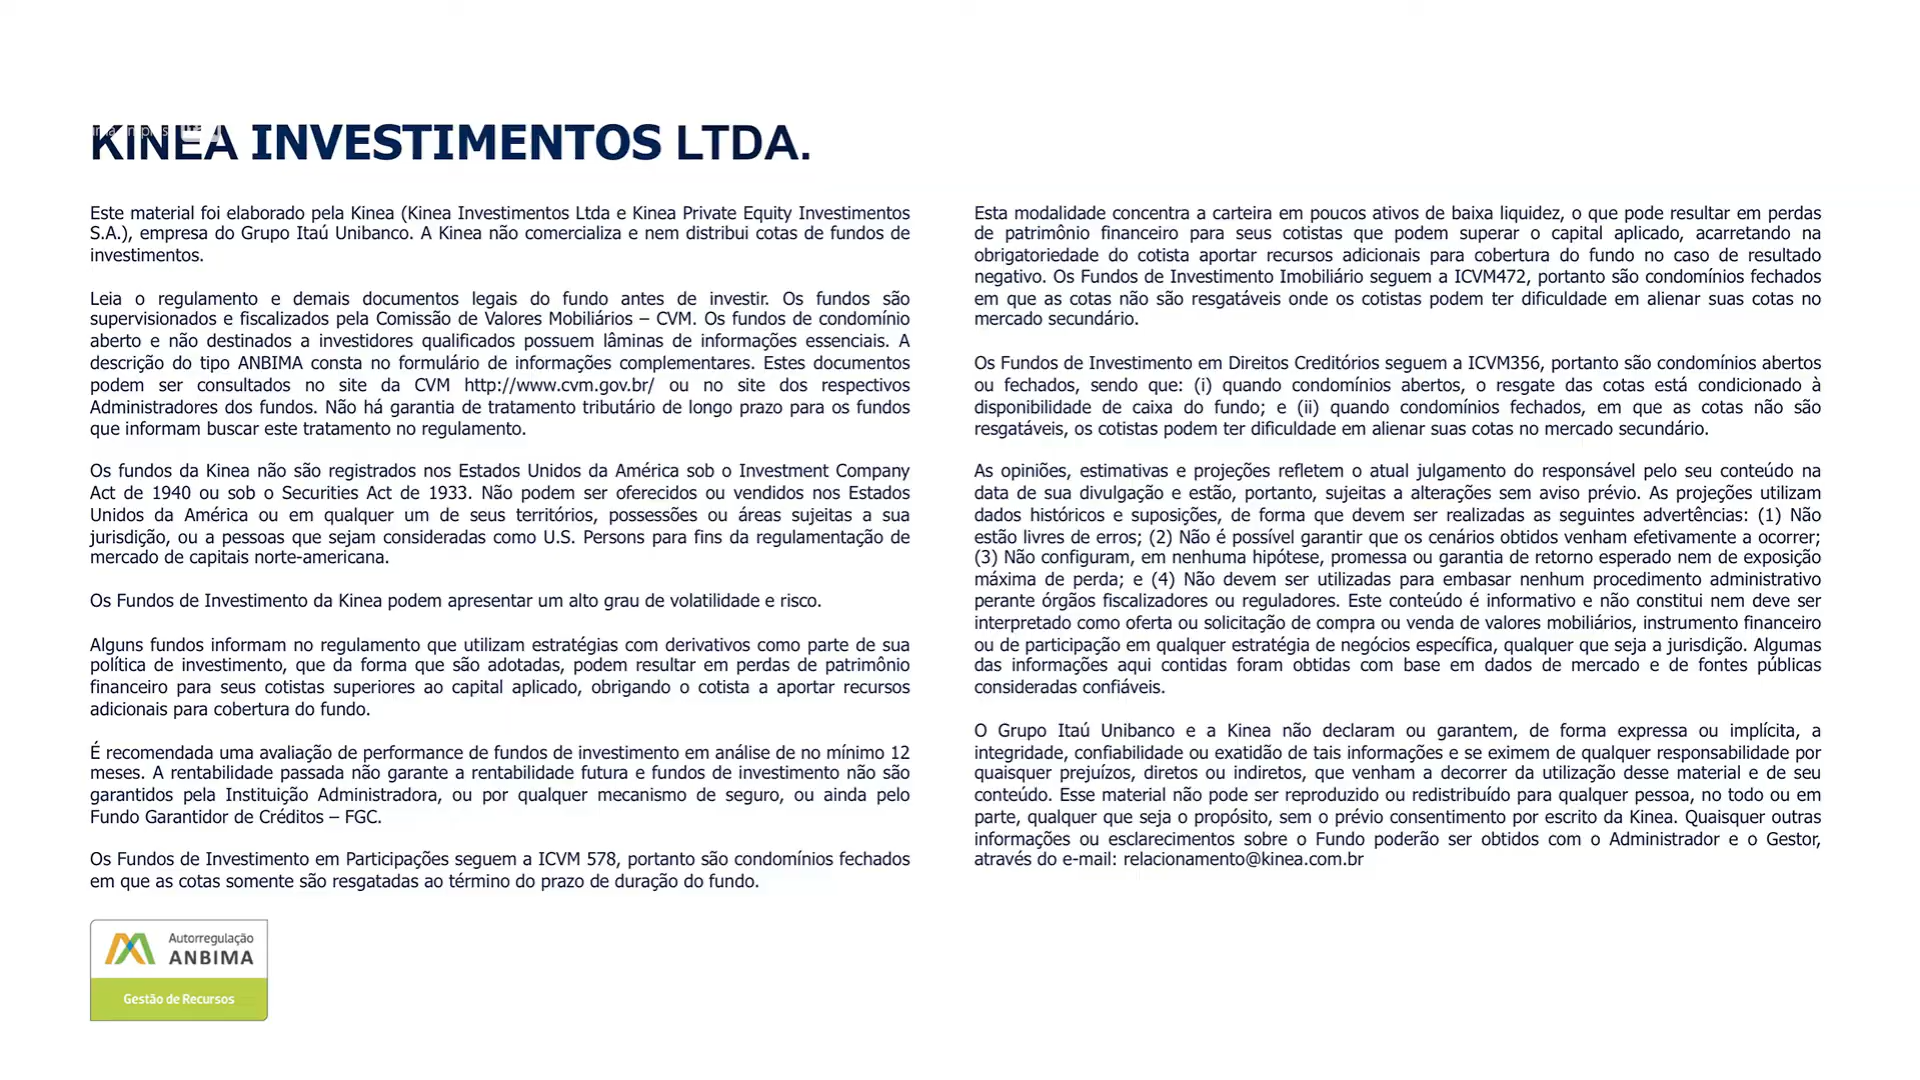 KINEA INVESTIMENTOS LTDA.
Este material foi elaborado pela Kinea (Kinea Investimentos Ltda e Kinea Private Equity Investimentos
S.A.), empresa do Grupo Itaú Unibanco. A Kinea não comercializa e nem distribui cotas de fundos de
investimentos.
Leia o regulamento e demais documentos legais do fundo antes de investir. Os fundos são
supervisionados e fiscalizados pela Comissão de Valores Mobiliários – CVM. Os fundos de condomínio
aberto e não destinados a investidores qualificados possuem lâminas de informações essenciais. A
descrição do tipo ANBIMA consta no formulário de informações complementares. Estes documentos
podem ser consultados no site da CVM http://www.cvm.gov.br/ ou no site dos respectivos
Administradores dos fundos. Não há garantia de tratamento tributário de longo prazo para os fundos
que informam buscar este tratamento no regulamento.
Os fundos da Kinea não são registrados nos Estados Unidos da América sob o Investment Company
Act de 1940 ou sob o Securities Act de 1933. Não podem ser oferecidos ou vendidos nos Estados
Unidos da América ou em qualquer um de seus territórios, possessões ou áreas sujeitas a sua
jurisdição, ou a pessoas que sejam consideradas como U.S. Persons para fins da regulamentação de
mercado de capitais norte-americana.
Os Fundos de Investimento da Kinea podem apresentar um alto grau de volatilidade e risco.
Alguns fundos informam no regulamento que utilizam estratégias com derivativos como parte de sua
política de investimento, que da forma que são adotadas, podem resultar em perdas de patrimônio
financeiro para seus cotistas superiores ao capital aplicado, obrigando o cotista a aportar recursos
adicionais para cobertura do fundo.
É recomendada uma avaliação de performance de fundos de investimento em análise de no mínimo 12
meses. A rentabilidade passada não garante a rentabilidade futura e fundos de investimento não são
garantidos pela Instituição Administradora, ou por qualquer mecanismo de seguro, ou ainda pelo
Fundo Garantidor de Créditos – FGC.
Os Fundos de Investimento em Participações seguem a ICVM 578, portanto são condomínios fechados
em que as cotas somente são resgatadas ao término do prazo de duração do fundo.
Esta modalidade concentra a carteira em poucos ativos de baixa liquidez, o que pode resultar em perdas
de patrimônio financeiro para seus cotistas que podem superar o capital aplicado, acarretando na
obrigatoriedade do cotista aportar recursos adicionais para cobertura do fundo no caso de resultado
negativo. Os Fundos de Investimento Imobiliário seguem a ICVM472, portanto são condomínios fechados
em que as cotas não são resgatáveis onde os cotistas podem ter dificuldade em alienar suas cotas no
mercado secundário.
Os Fundos de Investimento em Direitos Creditórios seguem a ICVM356, portanto são condomínios abertos
ou fechados, sendo que: (i) quando condomínios abertos, o resgate das cotas está condicionado à
disponibilidade de caixa do fundo; e (ii) quando condomínios fechados, em que as cotas não são
resgatáveis, os cotistas podem ter dificuldade em alienar suas cotas no mercado secundário.
As opiniões, estimativas e projeções refletem o atual julgamento do responsável pelo seu conteúdo na
data de sua divulgação e estão, portanto, sujeitas a alterações sem aviso prévio. As projeções utilizam
dados históricos e suposições, de forma que devem ser realizadas as seguintes advertências: (1) Não
estão livres de erros; (2) Não é possível garantir que os cenários obtidos venham efetivamente a ocorrer;
(3) Não configuram, em nenhuma hipótese, promessa ou garantia de retorno esperado nem de exposição
máxima de perda; e (4) Não devem ser utilizadas para embasar nenhum procedimento administrativo
perante órgãos fiscalizadores ou reguladores. Este conteúdo é informativo e não constitui nem deve ser
interpretado como oferta ou solicitação de compra ou venda de valores mobiliários, instrumento financeiro
ou de participação em qualquer estratégia de negócios específica, qualquer que seja a jurisdição. Algumas
das informações aqui contidas foram obtidas com base em dados de mercado e de fontes públicas
consideradas confiáveis.
O Grupo Itaú Unibanco e a Kinea não declaram ou garantem, de forma expressa ou implícita, a
integridade, confiabilidade ou exatidão de tais informações e se eximem de qualquer responsabilidade por
quaisquer prejuízos, diretos ou indiretos, que venham a decorrer da utilização desse material e de seu
conteúdo. Esse material não pode ser reproduzido ou redistribuído para qualquer pessoa, no todo ou em
parte, qualquer que seja o propósito, sem o prévio consentimento por escrito da Kinea. Quaisquer outras
informações ou esclarecimentos sobre o Fundo poderão ser obtidos com o Administrador e o Gestor,
através do e-mail: relacionamento@kinea.com.br
Autorregulação
ANBIMA
Gestão de Recursos